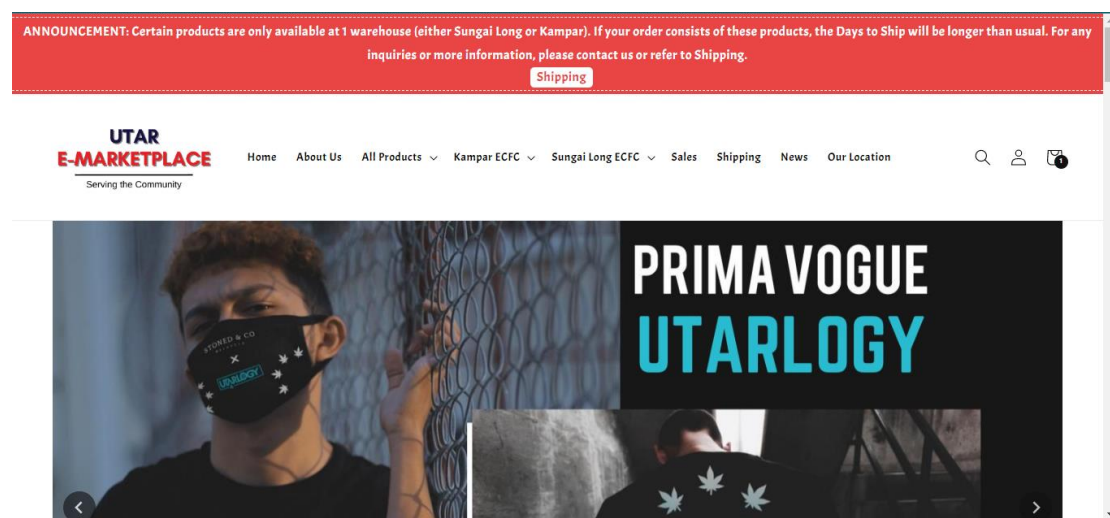 ANNOUNCEMENT: Certain products are only available at 1 warehouse (either Sungai Long or Kampar). If your order consists of these products, the Days to Ship will be longer than usual. For any
inquiries or more information, please contact us or refer to Shipping.
Shipping
UTAR
E-MARKETPLACE
Serving the Community
Home About Us All Products Kampar ECFC Sungai Long ECFC Sales Shipping News Our Location
1
PRIMA VOGUE
UTARLOGY
STONED & CO
X
UTARLOGY